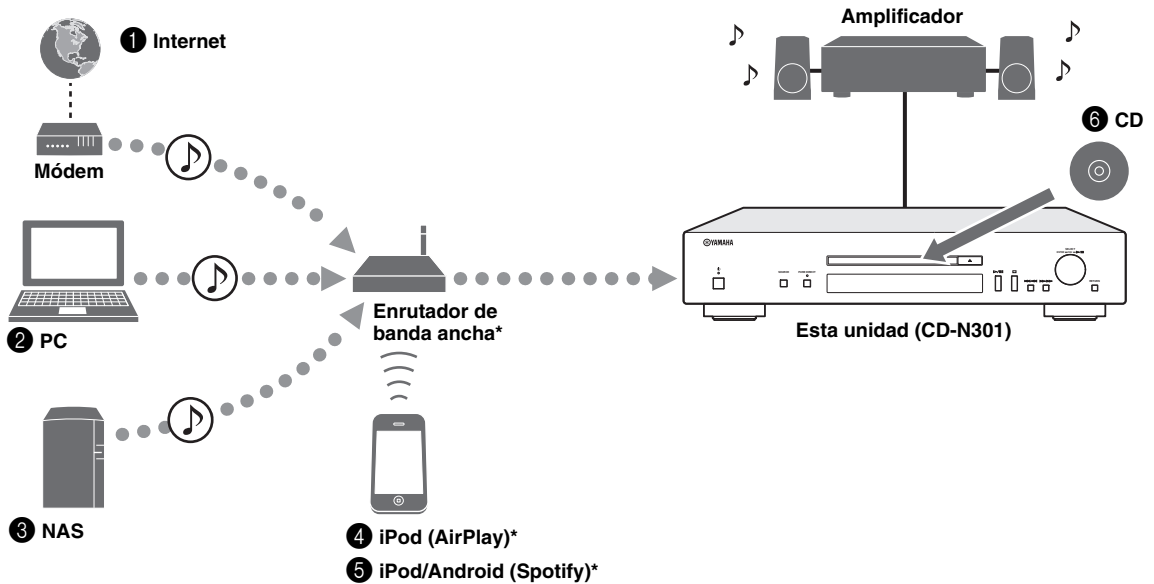 Amplificador
❶ Internet
❻ CD
Módem
YAMAHA
Enrutador de
banda ancha*
Esta unidad (CD-N301)
❷ PC
❸ NAS
❹ iPod (AirPlay)*
❺ iPod/Android (Spotify)*